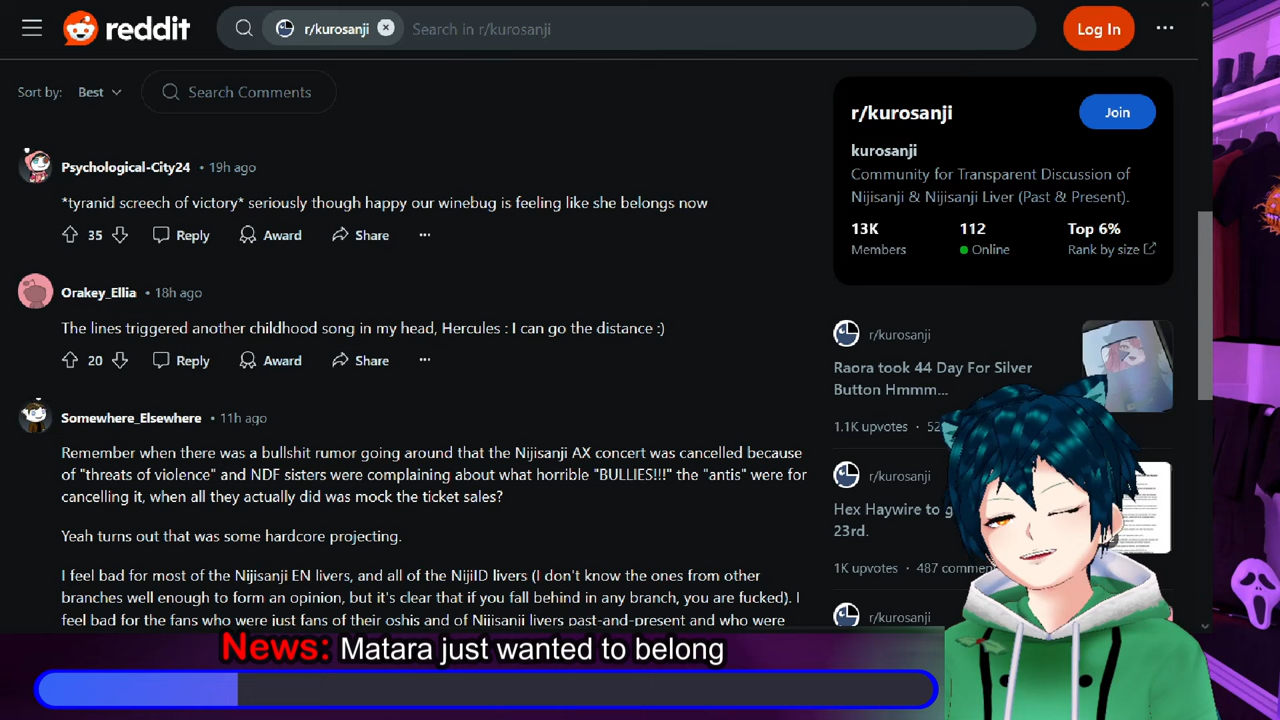 reddit
r/kurosanji
Search in r/kurosanji
Log In
Sort by: Best
Search Comments
Psychological-City24 • 19h ago
*tyranid screech of victory* seriously though happy our winebug is feeling like she belongs now
35 Reply Award Share
Orakey_Ellia • 18h ago
The lines triggered another childhood song in my head, Hercules : I can go the distance :)
20 Reply Award Share
Somewhere_Elsewhere • 11h ago
Remember when there was a bullshit rumor going around that the Nijisanji AX concert was cancelled because
of "threats of violence" and NDF sisters were complaining about what horrible "BULLIES!!!" the "antis" were for
cancelling it, when all they actually did was mock the ticket sales?
Yeah turns out that was some hardcore projecting.
I feel bad for most of the Nijisanji EN livers, and all of the NijiID livers (I don't know the ones from other
branches well enough to form an opinion, but it's clear that if you fall behind in any branch, you are fucked). I
feel bad for the fans who were just fans of their oshis and of Nijisanji livers past-and-present and who were
r/kurosanji
Join
kurosanji
Community for Transparent Discussion of
Nijisanji & Nijisanji Liver (Past & Present).
13K 112 Top 6%
Members Online Rank by size
r/kurosanji
Raora took 44 Day For Silver
Button Hmmm...
1.1K upvotes • 52
r/kurosanji
Hex Haywire to g
23rd.
1K upvotes • 487 commen
r/kurosanji
News: Matara just wanted to belong